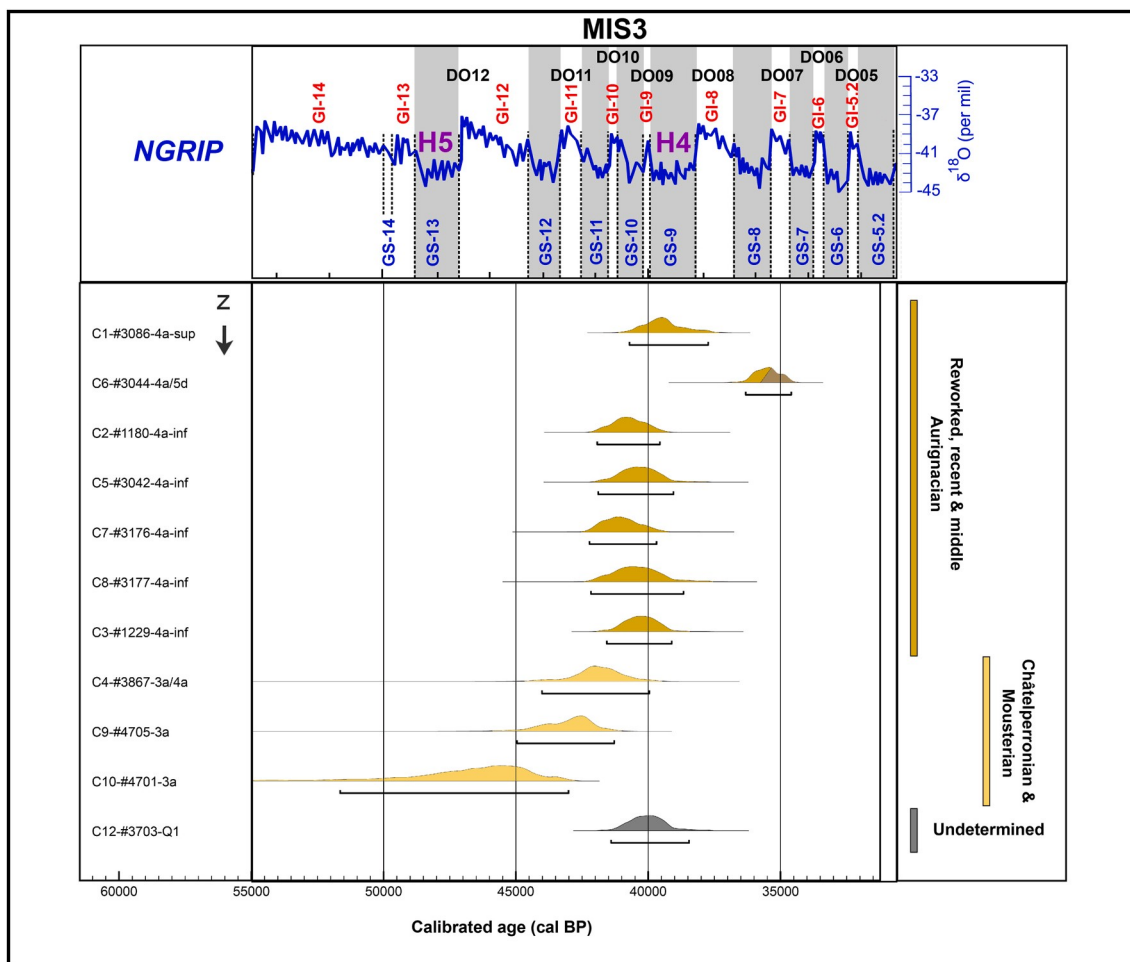 MIS3
DO10
DO06
DO12
DO11
DO09
DO08
DO07
DO05
GI-14
GI-13
GI-12
GI-11
GI-10
GI-9
GI-8
GI-7
GI-6
GI-5.2
NGRIP
H5
H4
-33
-37
-41
-45
δ18O (per mil)
GS-14
GS-13
GS-12
GS-11
GS-10
GS-9
GS-8
GS-7
GS-6
GS-5.2
Z
C1-#3086-4a-sup
C6-#3044-4a/5d
C2-#1180-4a-inf
C5-#3042-4a-inf
C7-#3176-4a-inf
C8-#3177-4a-inf
C3-#1229-4a-inf
C4-#3867-3a/4a
C9-#4705-3a
C10-#4701-3a
C12-#3703-Q1
Reworked, recent & middle
Aurignacian
Châtelperronian &
Mousterian
Undetermined
60000
55000
50000
45000
40000
35000
Calibrated age (cal BP)